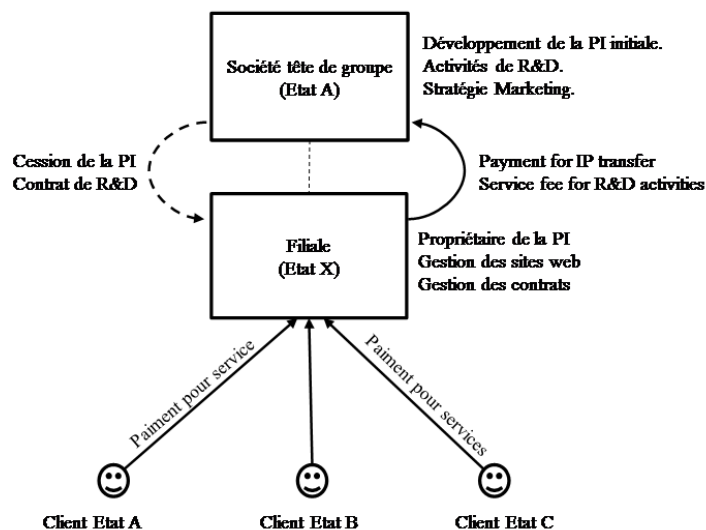 Société tête de groupe
(Etat A)
Développement de la PI initiale.
Activités de R&D.
Stratégie Marketing.
Cession de la PI
Contrat de R&D
Payment for IP transfer
Service fee for R&D activities
Filiale
(Etat X)
Propriétaire de la PI
Gestion des sites web
Gestion des contrats
Paiment pour service
Paiment pour services
Client Etat A
Client Etat B
Client Etat C